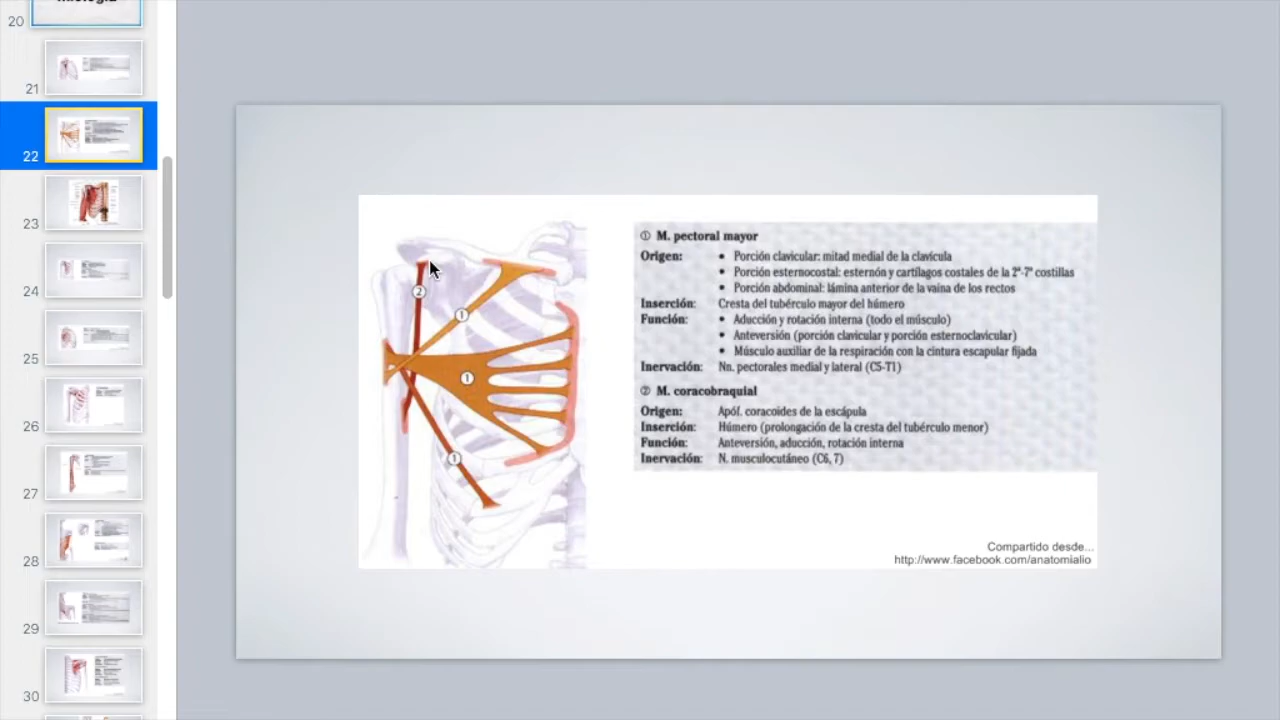 20
21
22
23
24
25
26
27
28
29
30
① M. pectoral mayor
Origen: • Porción clavicular: mitad medial de la clavícula
• Porción esternocostal: esternón y cartílagos costales de la 2ª-7ª costillas
• Porción abdominal: lámina anterior de la vaina de los rectos
Inserción: Cresta del tubérculo mayor del húmero
Función: • Aducción y rotación interna (todo el músculo)
• Anteversión (porción clavicular y porción esternoclavicular)
• Músculo auxiliar de la respiración con la cintura escapular fijada
Inervación: Nn. pectorales medial y lateral (C5-T1)
② M. coracobraquial
Origen: Apóf. coracoides de la escápula
Inserción: Húmero (prolongación de la cresta del tubérculo menor)
Función: Anteversión, aducción, rotación interna
Inervación: N. musculocutáneo (C6, 7)
②
①
①
①
Compartido desde...
http://www.facebook.com/anatomialio